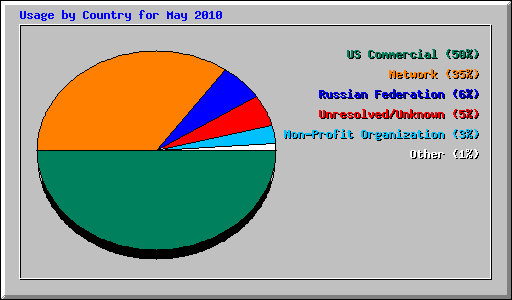 Usage by Country for May 2010
US Commercial (50%)
Network (35%)
Russian Federation (6%)
Unresolved/Unknown (5%)
Non-Profit Organization (3%)
Other (1%)